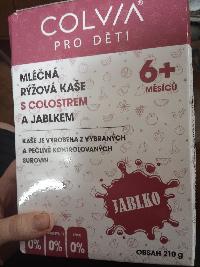 COLVIA
PRO DĚTI
MLÉČNÁ
RÝŽOVÁ KAŠE
S COLOSTREM
A JABLKEM
6+
MĚSÍCŮ
KAŠE JE VYROBENA Z VYBRANÝCH
A PEČLIVĚ KONTROLOVANÝCH
SUROVIN
JABLKO
0% 0% 0%
OBSAH 210 g